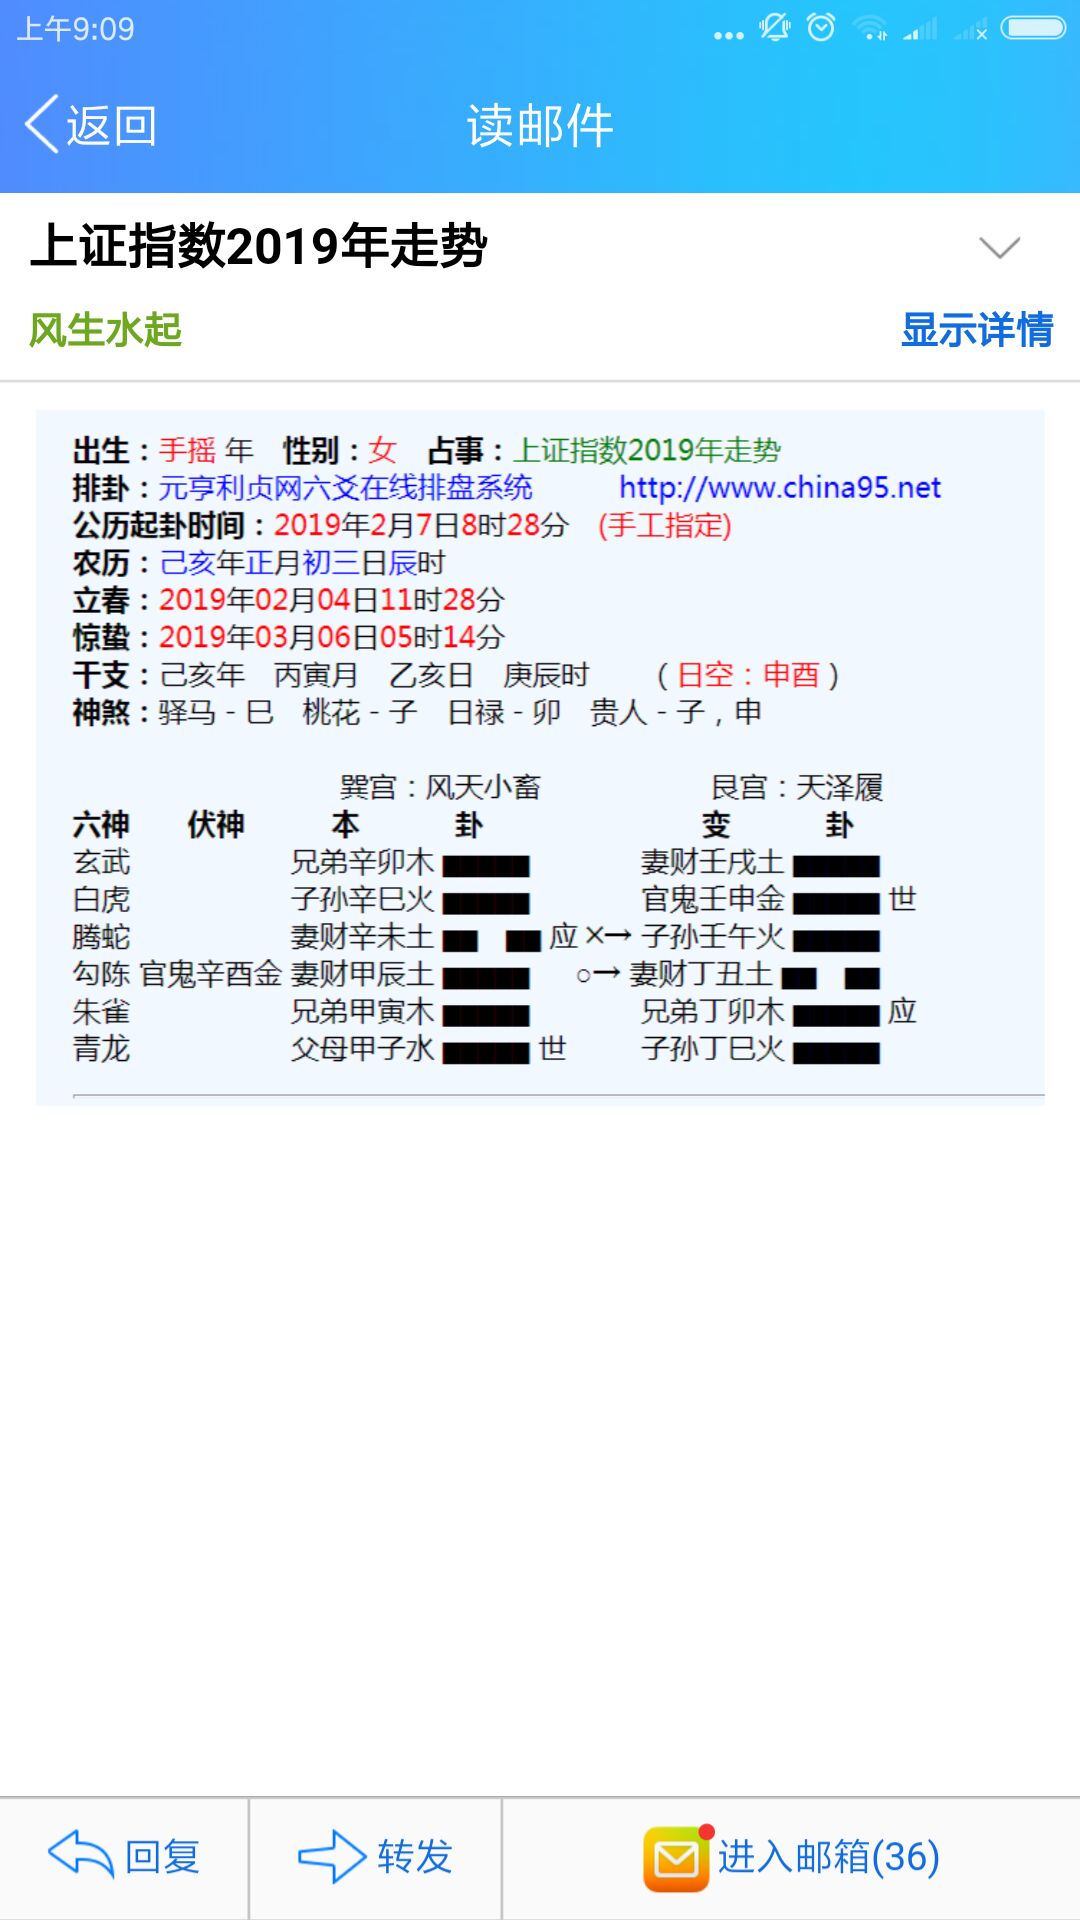 上午9:09
返回 读邮件
上证指数2019年走势
风生水起 显示详情
出生：手摇 年 性别：女 占事：上证指数2019年走势
排卦：元亨利贞网六爻在线排盘系统 http://www.china95.net
公历起卦时间：2019年2月7日8时28分 (手工指定)
农历：己亥年正月初三日辰时
立春：2019年02月04日11时28分
惊蛰：2019年03月06日05时14分
干支：己亥年 丙寅月 乙亥日 庚辰时 （日空：申酉）
神煞：驿马－巳 桃花－子 日禄－卯 贵人－子，申
巽宫：风天小畜 艮宫：天泽履
六神 伏神 本 卦 变 卦
玄武 兄弟辛卯木 妻财壬戌土
白虎 子孙辛巳火 官鬼壬申金 世
腾蛇 妻财辛未土 应 ×→ 子孙壬午火
勾陈 官鬼辛酉金 妻财甲辰土 ○→ 妻财丁丑土
朱雀 兄弟甲寅木 兄弟丁卯木 应
青龙 父母甲子水 世 子孙丁巳火
回复 转发 进入邮箱(36)